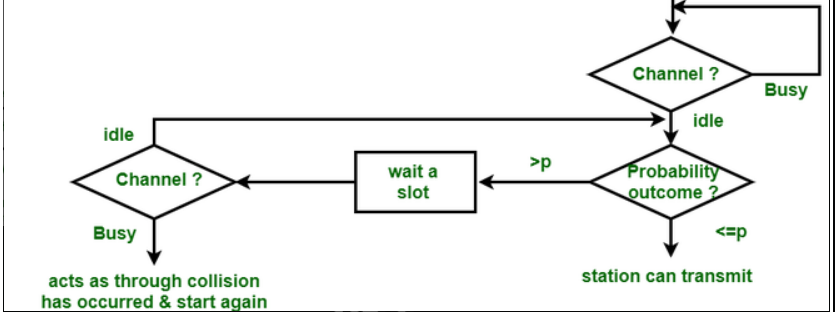 Channel ?
Busy
idle
idle
Channel ?
wait a
slot
>p
Probability
outcome ?
Busy
<=p
acts as through collision
has occurred & start again
station can transmit